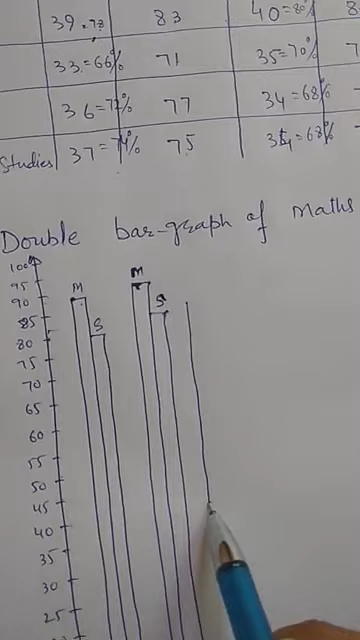 39.78 83 40=80% 8
33.=66% 71 35=70% 7
36=72% 77 34=68%
Studies 37=74% 75 34=68%
Double bar-graph of Maths
100
95 M M
90 S
85 S
80
75
70
65
60
55
50
45
40
35
30
25